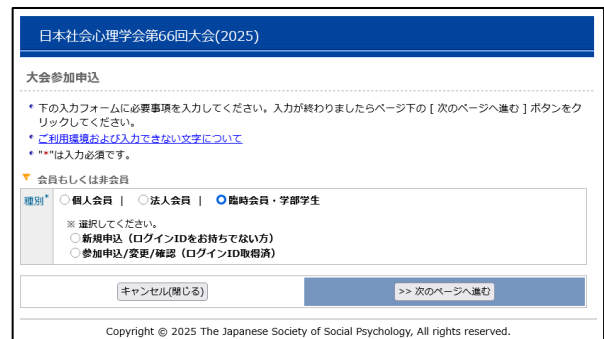 日本社会心理学会第66回大会(2025)
大会参加申込
下の入力フォームに必要事項を入力してください。入力が終わりましたらページ下の [ 次のページへ進む ] ボタンをク
リックしてください。
ご利用環境および入力できない文字について
"*"は入力必須です。
会員もしくは非会員
種別* 個人会員 | 法人会員 | 臨時会員・学部学生
※ 選択してください。
新規申込（ログインIDをお持ちでない方）
参加申込/変更/確認（ログインID取得済）
キャンセル(閉じる) >> 次のページへ進む
Copyright © 2025 The Japanese Society of Social Psychology, All rights reserved.